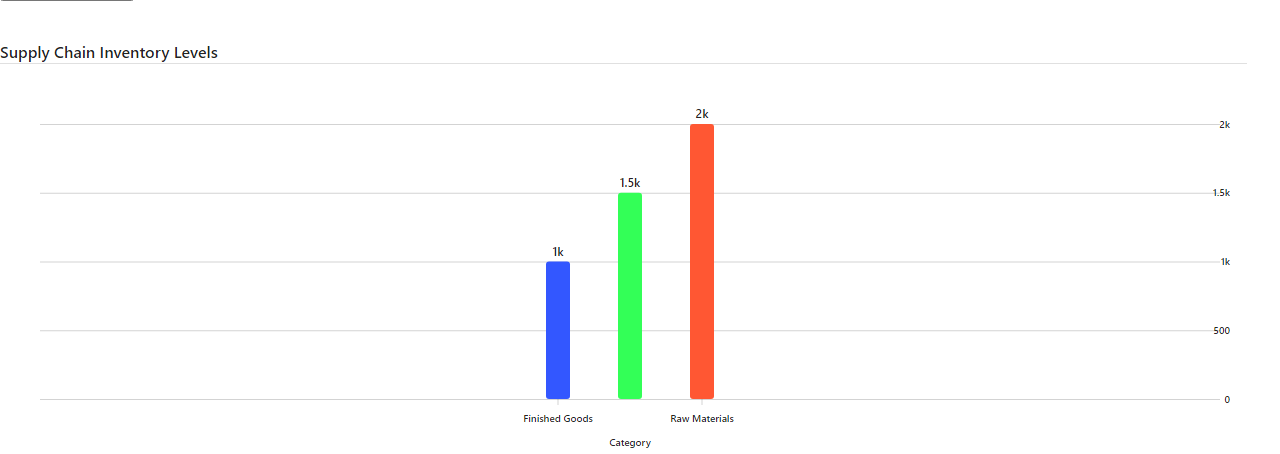 Supply Chain Inventory Levels
2k
2k
1.5k
1.5k
1k
1k
500
0
Finished Goods Raw Materials
Category